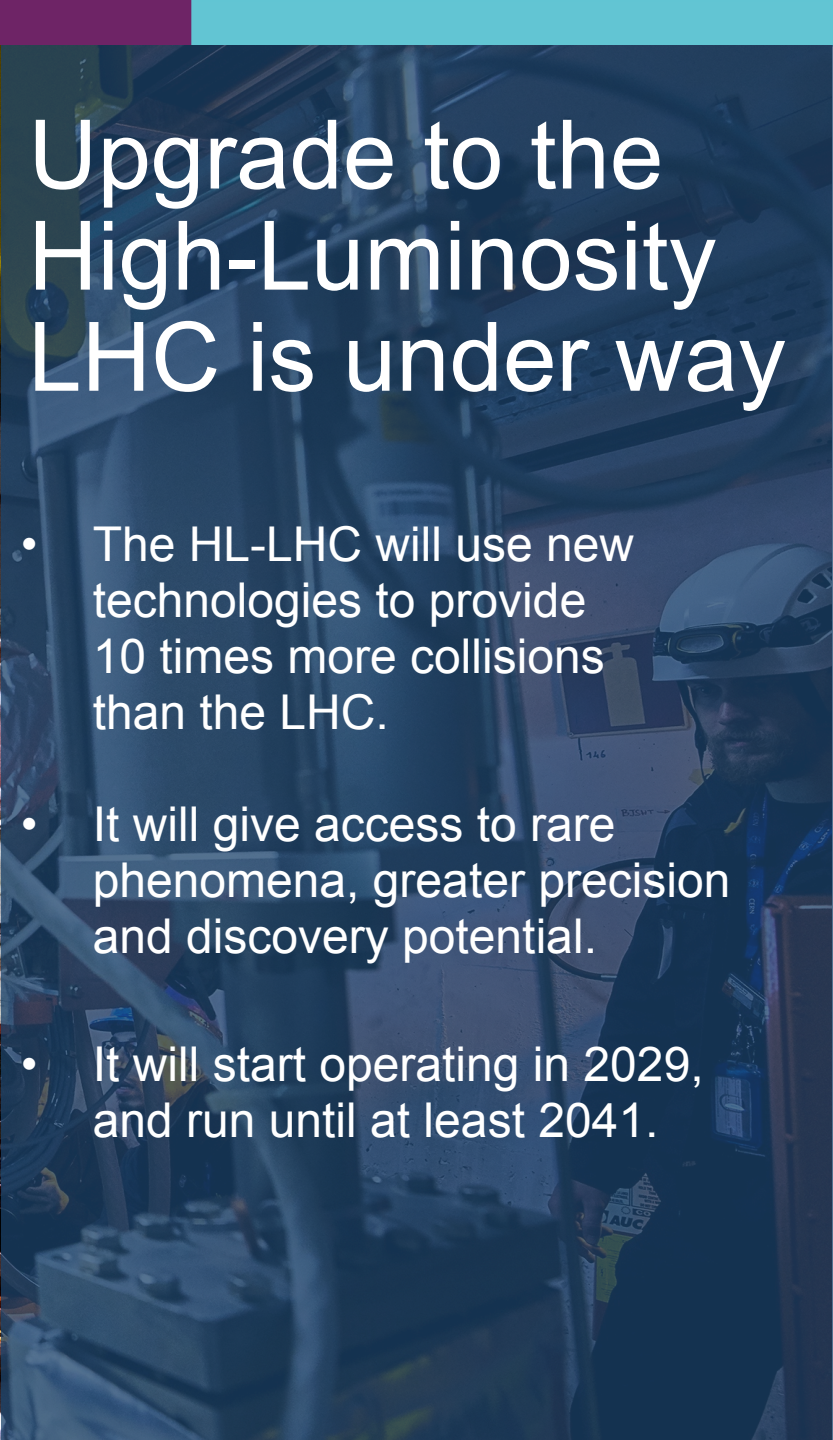 Upgrade to the
High-Luminosity
LHC is under way
• The HL-LHC will use new
technologies to provide
10 times more collisions
than the LHC.
• It will give access to rare
phenomena, greater precision
and discovery potential.
• It will start operating in 2029,
and run until at least 2041.
146
AUC